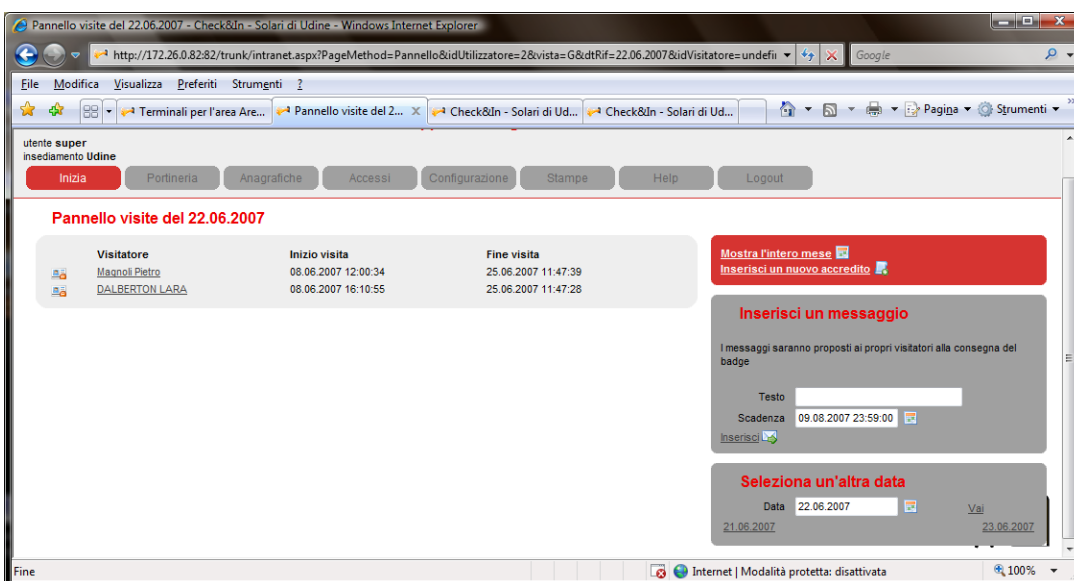 Pannello visite del 22.06.2007 - Check&In - Solari di Udine - Windows Internet Explorer
http://172.26.0.82:82/trunk/intranet.aspx?PageMethod=Pannello&idUtilizzatore=2&vista=G&dtRif=22.06.2007&idVisitatore=undefii
Google
File Modifica Visualizza Preferiti Strumenti ?
Terminali per l'area Are... Pannello visite del 2... Check&In - Solari di Ud... Check&In - Solari di Ud... Pagina Strumenti
utente super
insediamento Udine
Inizia Portineria Anagrafiche Accessi Configurazione Stampe Help Logout
Pannello visite del 22.06.2007
Visitatore Inizio visita Fine visita
Magnoli Pietro 08.06.2007 12:00:34 25.06.2007 11:47:39
DALBERTON LARA 08.06.2007 16:10:55 25.06.2007 11:47:28
Mostra l'intero mese
Inserisci un nuovo accredito
Inserisci un messaggio
I messaggi saranno proposti ai propri visitatori alla consegna del
badge
Testo
Scadenza 09.08.2007 23:59:00
Inserisci
Seleziona un'altra data
Data 22.06.2007 Vai
21.06.2007 23.06.2007
Fine Internet | Modalità protetta: disattivata 100%